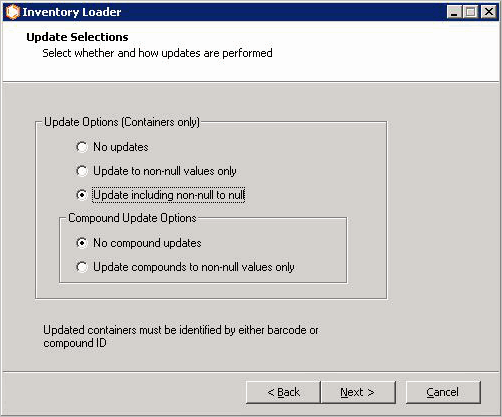 Inventory Loader
Update Selections
Select whether and how updates are performed
Update Options (Containers only)
No updates
Update to non-null values only
Update including non-null to null
Compound Update Options
No compound updates
Update compounds to non-null values only
Updated containers must be identified by either barcode or
compound ID
< Back Next > Cancel